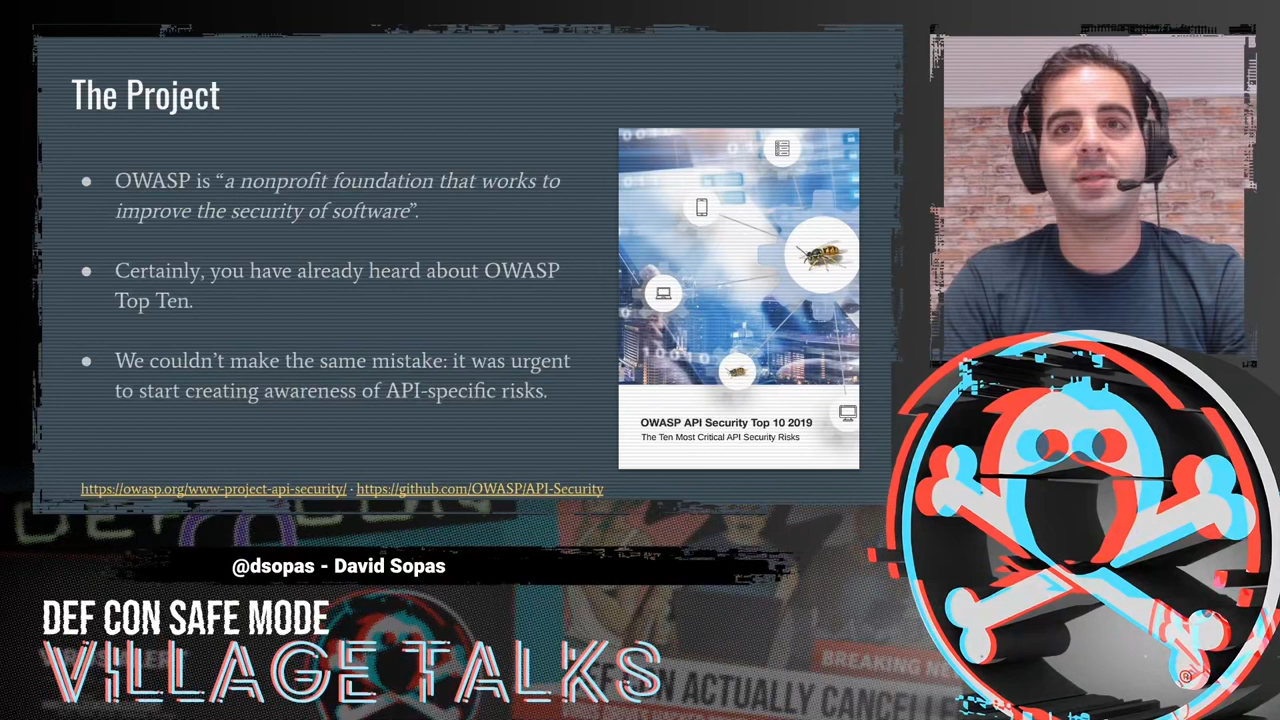 The Project
● OWASP is “a nonprofit foundation that works to
improve the security of software”.
● Certainly, you have already heard about OWASP
Top Ten.
● We couldn’t make the same mistake: it was urgent
to start creating awareness of API-specific risks.
OWASP API Security Top 10 2019
The Ten Most Critical API Security Risks
https://owasp.org/www-project-api-security/ · https://github.com/OWASP/API-Security
DEF CON
@dsopas - David Sopas
DEF CON SAFE MODE
VILLAGE TALKS
BREAKING NE
ACTUALLY CANCELLE
®